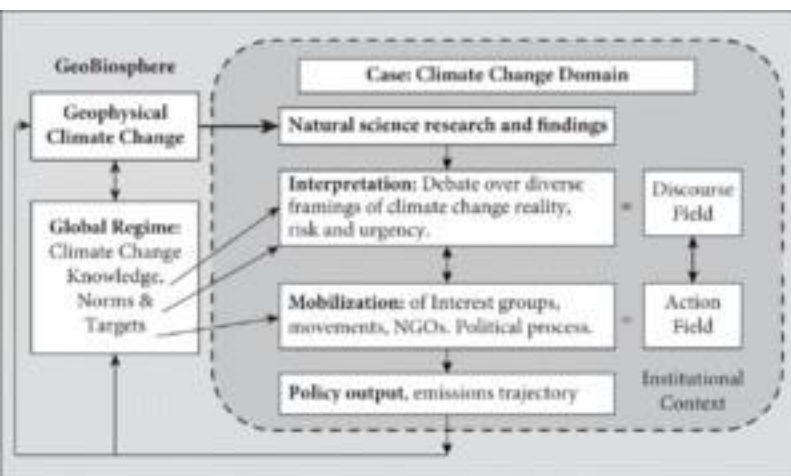 GeoBiosphere
Case: Climate Change Domain
Geophysical
Climate Change
Natural science research and findings
Interpretation: Debate over diverse
framings of climate change reality,
risk and urgency.
=
Discourse
Field
Global Regime:
Climate Change
Knowledge,
Norms &
Targets
Mobilization: of Interest groups,
movements, NGOs. Political process.
=
Action
Field
Policy output, emissions trajectory
Institutional
Context